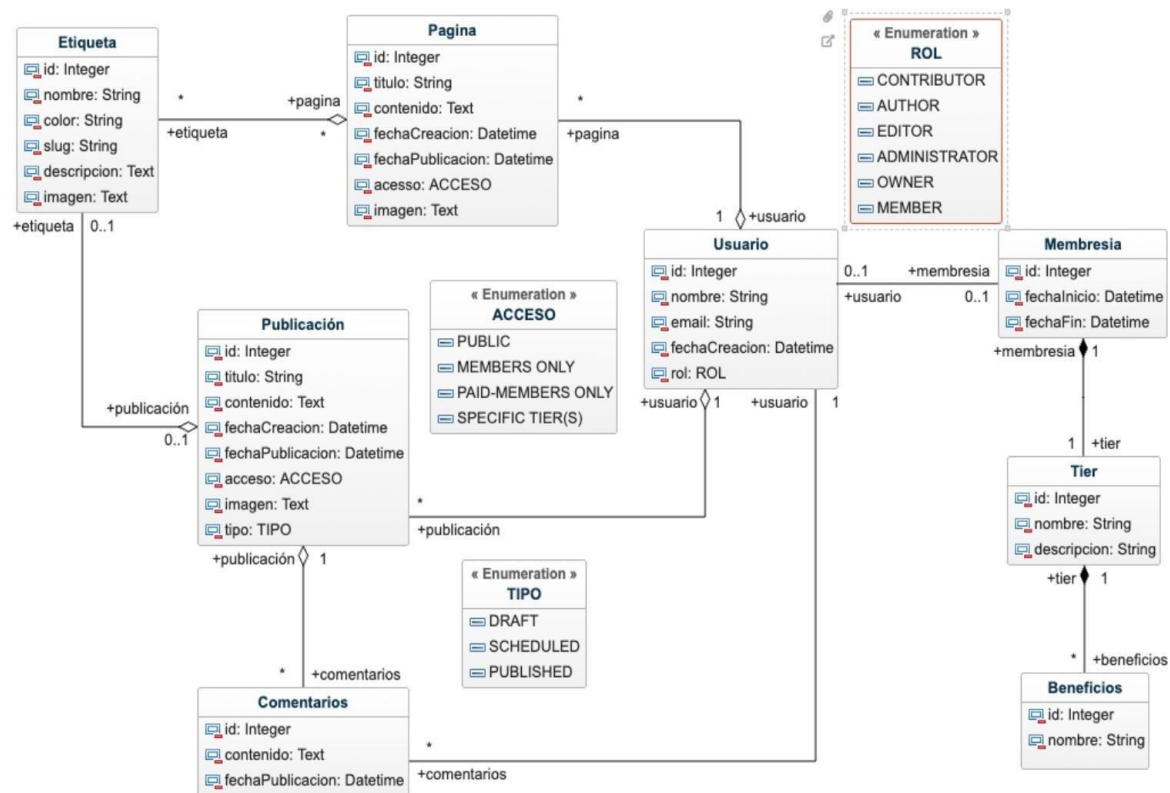 Etiqueta
id: Integer
nombre: String
color: String
slug: String
descripcion: Text
imagen: Text
*
+etiqueta
+pagina
*
Pagina
id: Integer
titulo: String
contenido: Text
fechaCreacion: Datetime
fechaPublicacion: Datetime
acesso: ACCESO
imagen: Text
*
+pagina
1
+usuario
« Enumeration »
ROL
CONTRIBUTOR
AUTHOR
EDITOR
ADMINISTRATOR
OWNER
MEMBER
+etiqueta
0..1
Usuario
id: Integer
nombre: String
email: String
fechaCreacion: Datetime
rol: ROL
0..1
+membresia
+usuario
0..1
Membresia
id: Integer
fechaInicio: Datetime
fechaFin: Datetime
+membresia
1
« Enumeration »
ACCESO
PUBLIC
MEMBERS ONLY
PAID-MEMBERS ONLY
SPECIFIC TIER(S)
Publicación
id: Integer
titulo: String
contenido: Text
fechaCreacion: Datetime
fechaPublicacion: Datetime
acceso: ACCESO
imagen: Text
tipo: TIPO
+publicación
0..1
+usuario
1
+usuario
1
*
+publicación
1
+tier
Tier
id: Integer
nombre: String
descripcion: String
+tier
1
+publicación
1
« Enumeration »
TIPO
DRAFT
SCHEDULED
PUBLISHED
*
+comentarios
*
+beneficios
Beneficios
id: Integer
nombre: String
Comentarios
id: Integer
contenido: Text
fechaPublicacion: Datetime
*
+comentarios